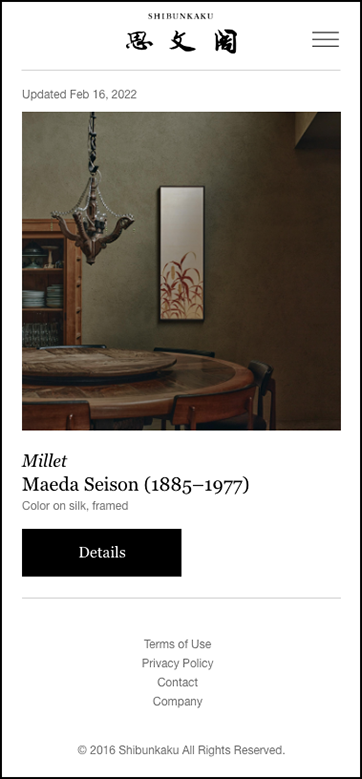 SHIBUNKAKU
思文閣
Updated Feb 16, 2022
Millet
Maeda Seison (1885–1977)
Color on silk, framed
Details
Terms of Use
Privacy Policy
Contact
Company
© 2016 Shibunkaku All Rights Reserved.